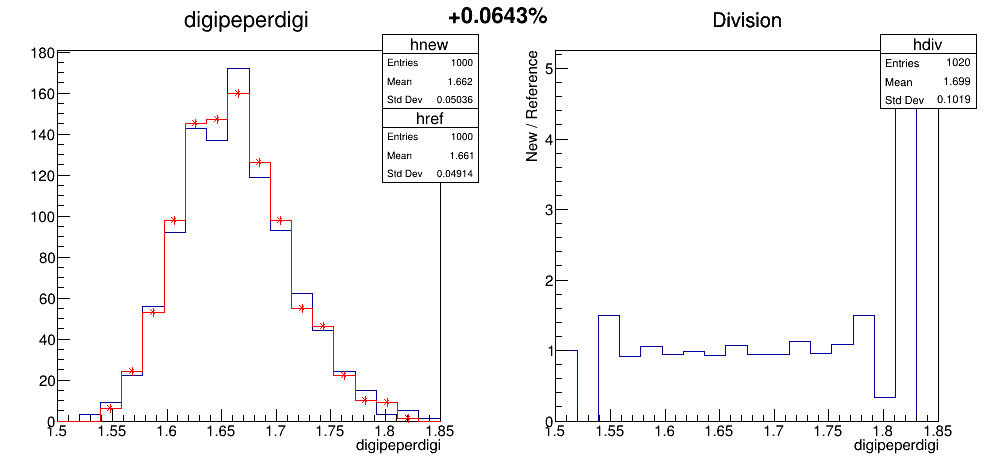 +0.0643%
digipeperdigi
hnew
Entries 1000
Mean 1.662
Std Dev 0.05036
href
Entries 1000
Mean 1.661
Std Dev 0.04914
180
160
140
120
100
80
60
40
20
0
1.5 1.55 1.6 1.65 1.7 1.75 1.8 1.85
digipeperdigi
Division
hdiv
Entries 1020
Mean 1.699
Std Dev 0.1019
New / Reference
5
4
3
2
1
0
1.5 1.55 1.6 1.65 1.7 1.75 1.8 1.85
digipeperdigi